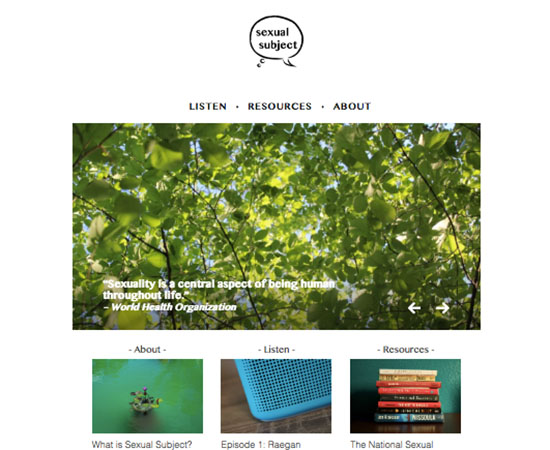 sexual
subject
LISTEN • RESOURCES • ABOUT
“Sexuality is a central aspect of being human
throughout life.”
– World Health Organization
- About -
- Listen -
- Resources -
What is Sexual Subject?
Episode 1: Raegan
The National Sexual